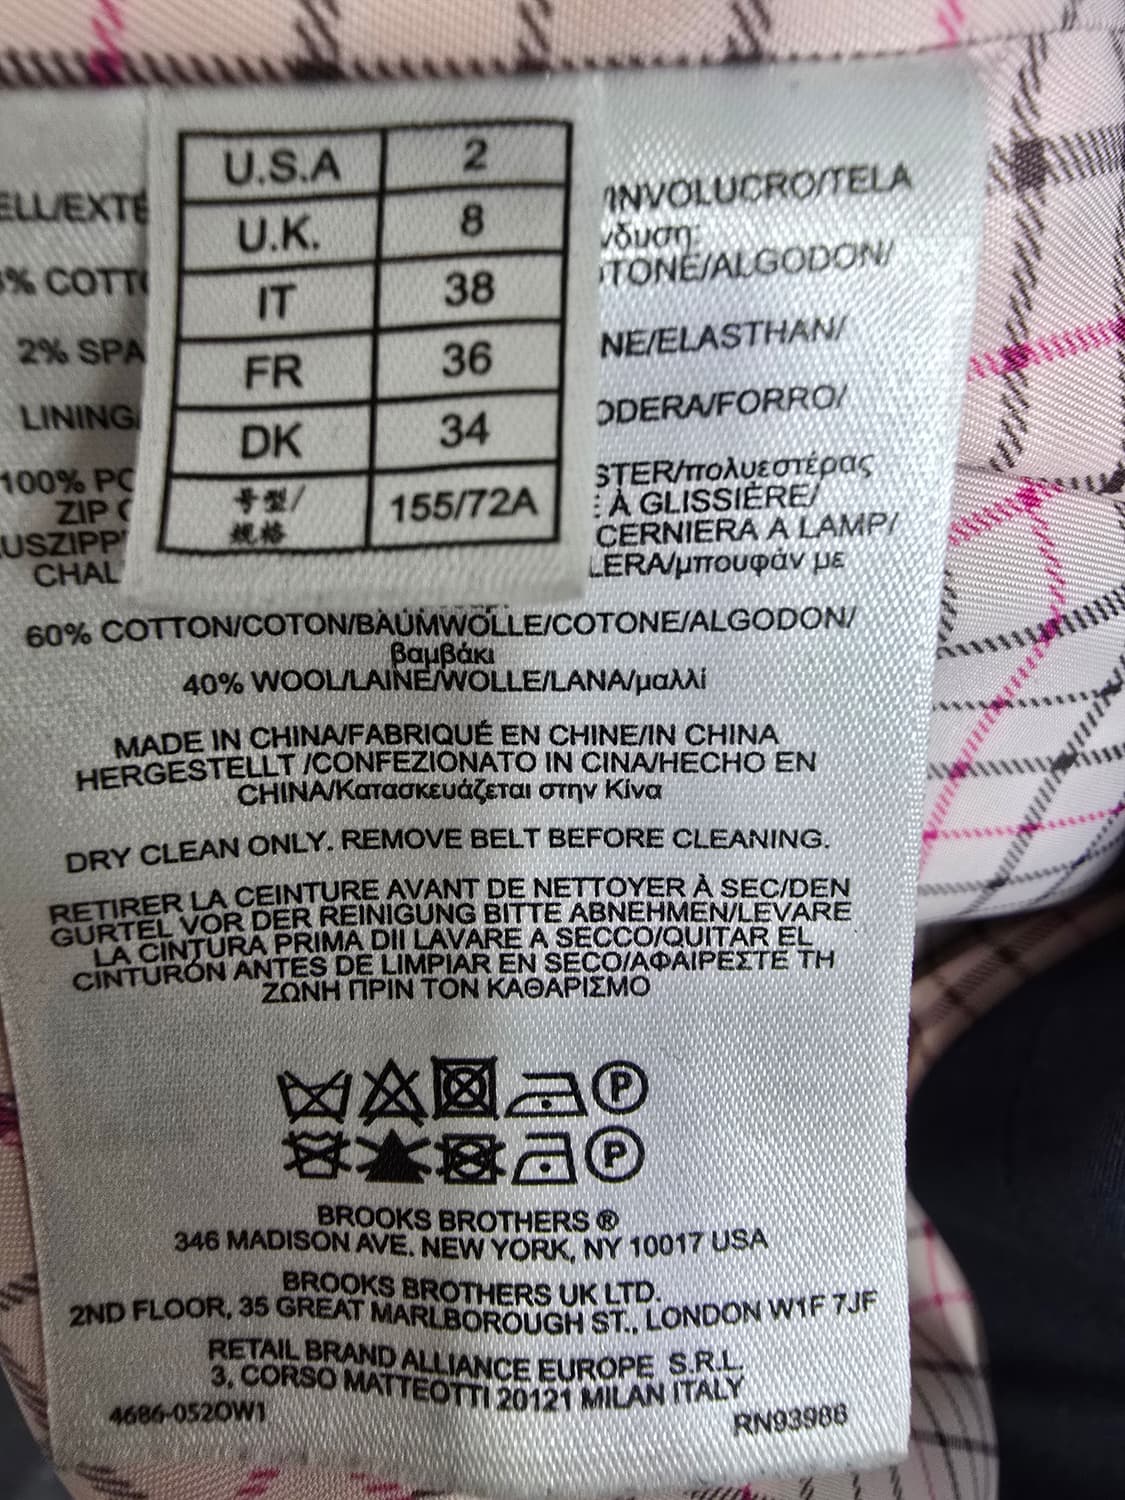 U.S.A 2
U.K. 8
IT 38
FR 36
DK 34
号型/ 155/72A
规格
ELL/EXTÉ /INVOLUCRO/TELA
νδυση:
% COTT TONE/ALGODON/
2% SPA NE/ELASTHAN/
LINING/ ODERA/FORRO/
100% PO STER/πολυεστέρας
ZIP À GLISSIÈRE/
USZIPP CERNIERA A LAMP/
CHAL LERA/μπουφάν με
60% COTTON/COTON/BAUMWOLLE/COTONE/ALGODON/
βαμβάκι
40% WOOL/LAINE/WOLLE/LANA/μαλλί
MADE IN CHINA/FABRIQUÉ EN CHINE/IN CHINA
HERGESTELLT /CONFEZIONATO IN CINA/HECHO EN
CHINA/Κατασκευάζεται στην Κίνα
DRY CLEAN ONLY. REMOVE BELT BEFORE CLEANING.
RETIRER LA CEINTURE AVANT DE NETTOYER À SEC/DEN
GURTEL VOR DER REINIGUNG BITTE ABNEHMEN/LEVARE
LA CINTURA PRIMA DII LAVARE A SECCO/QUITAR EL
CINTURÓN ANTES DE LIMPIAR EN SECO/ΑΦΑΙΡΕΣΤΕ ΤΗ
ΖΩΝΗ ΠΡΙΝ ΤΟΝ ΚΑΘΑΡΙΣΜΟ
P
P
BROOKS BROTHERS ®
346 MADISON AVE. NEW YORK, NY 10017 USA
BROOKS BROTHERS UK LTD.
2ND FLOOR, 35 GREAT MARLBOROUGH ST., LONDON W1F 7JF
RETAIL BRAND ALLIANCE EUROPE S.R.L.
3, CORSO MATTEOTTI 20121 MILAN ITALY
4686-052OW1 RN93986